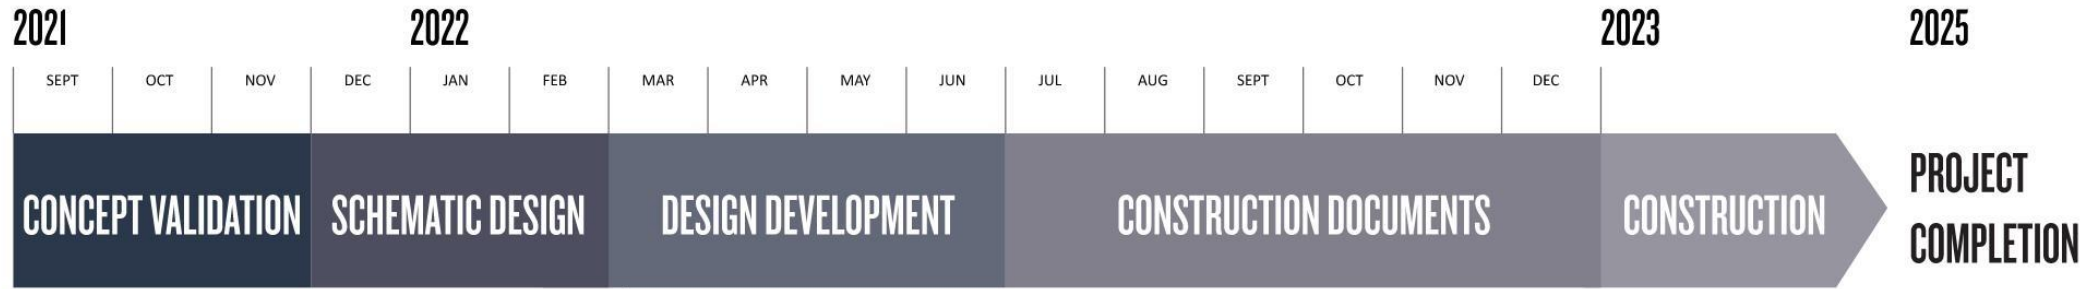 2021 2022 2023 2025
SEPT OCT NOV DEC JAN FEB MAR APR MAY JUN JUL AUG SEPT OCT NOV DEC
CONCEPT VALIDATION SCHEMATIC DESIGN DESIGN DEVELOPMENT CONSTRUCTION DOCUMENTS CONSTRUCTION
PROJECT
COMPLETION